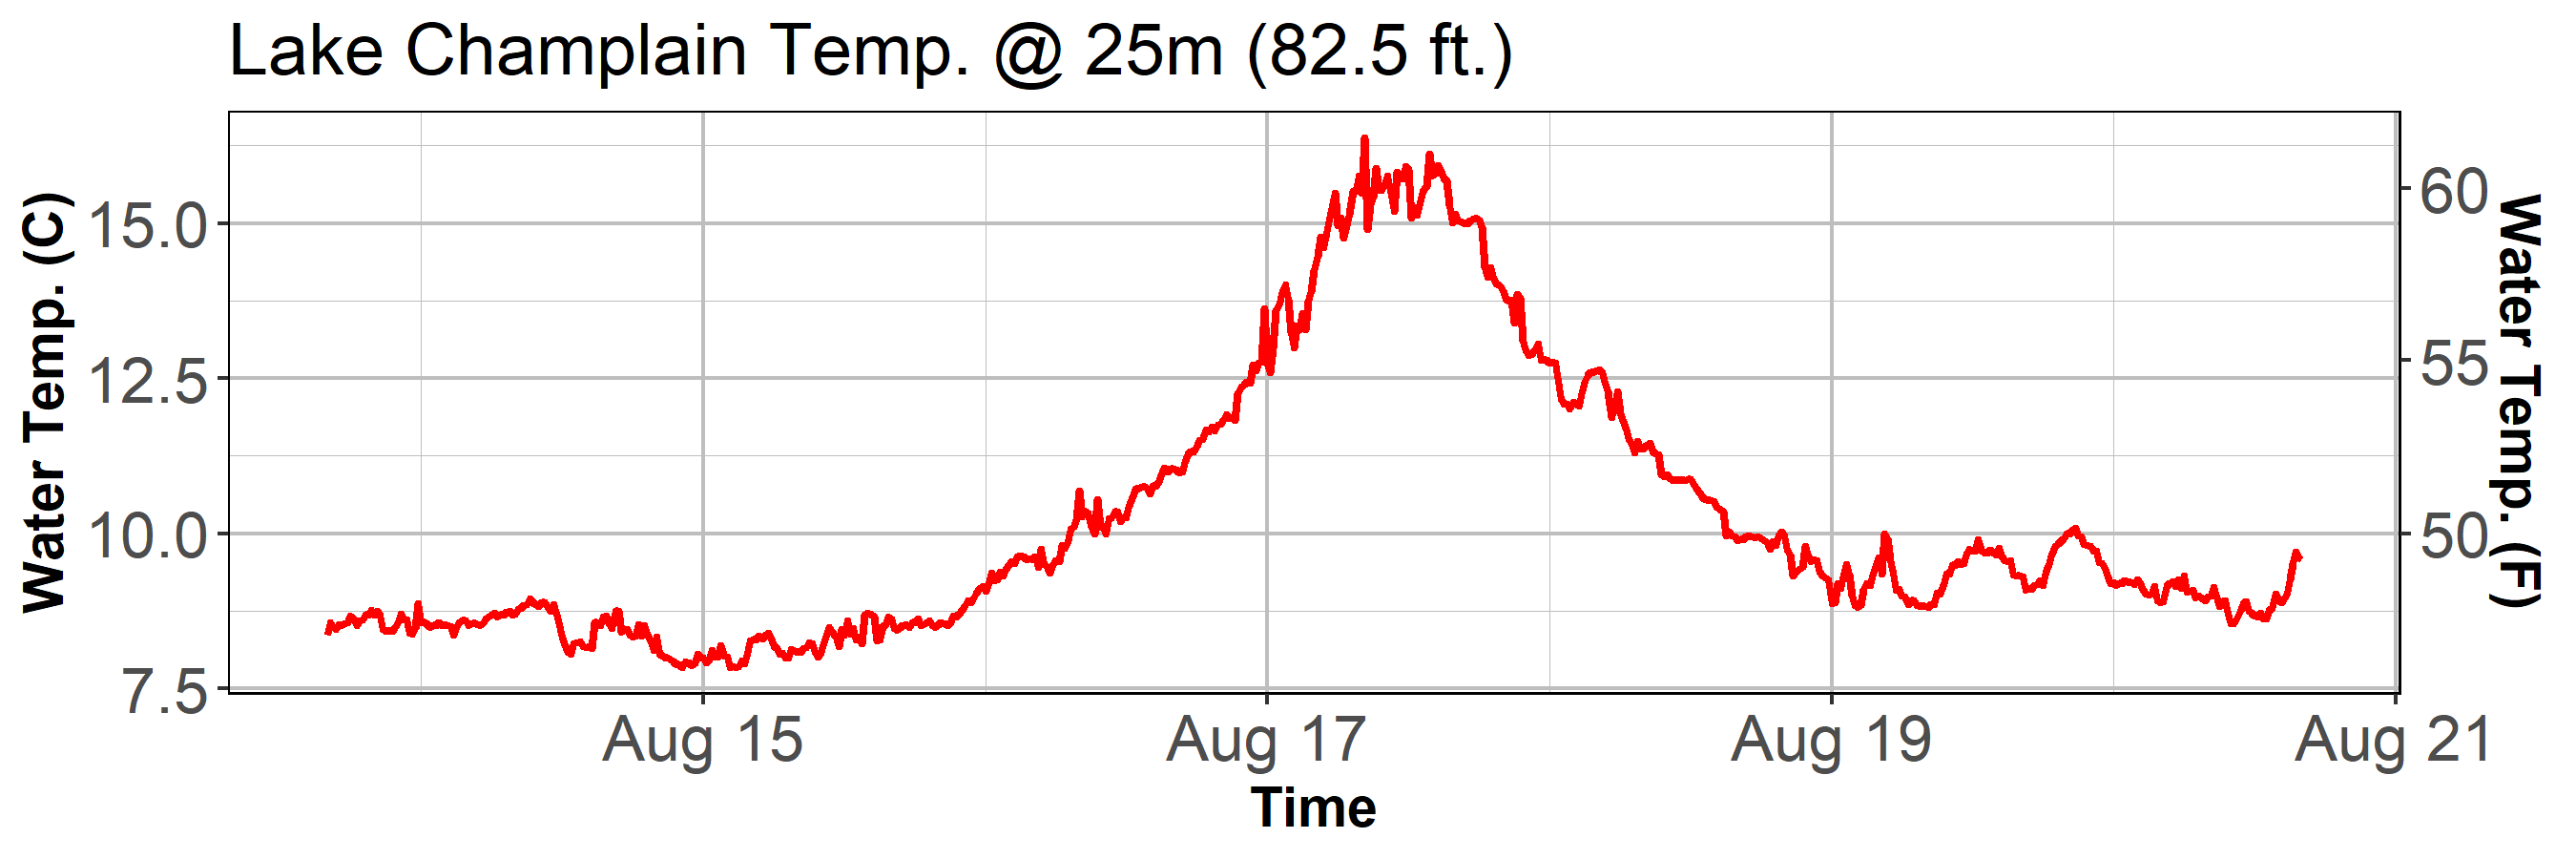 Lake Champlain Temp. @ 25m (82.5 ft.)
Water Temp. (C)
15.0
12.5
10.0
7.5
60
55
50
Water Temp. (F)
Aug 15
Aug 17
Aug 19
Aug 21
Time